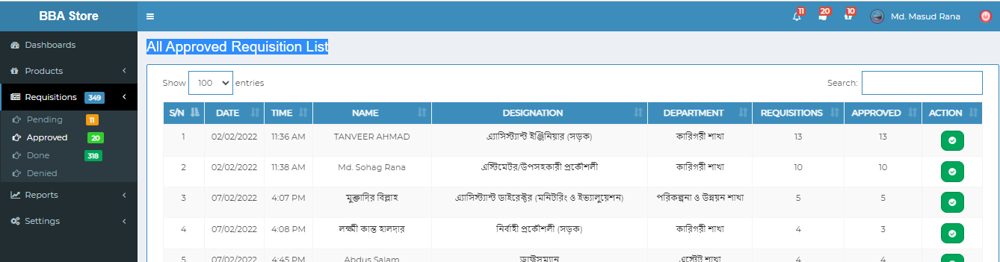 BBA Store
11 20 10 Md. Masud Rana
Dashboards
Products
Requisitions 349
Pending 11
Approved 20
Done 318
Denied
Reports
Settings
All Approved Requisition List
Show 100 entries Search:
S/N DATE TIME NAME DESIGNATION DEPARTMENT REQUISITIONS APPROVED ACTION
1 02/02/2022 11:36 AM TANVEER AHMAD এ্যাসিস্ট্যান্ট ইঞ্জিনিয়ার (সড়ক) কারিগরী শাখা 13 13
2 02/02/2022 11:38 AM Md. Sohag Rana এস্টিমেটর/উপসহকারী প্রকৌশলী কারিগরী শাখা 10 10
3 07/02/2022 4:07 PM মুক্তাদির বিল্লাহ এ্যাসিস্ট্যান্ট ডাইরেক্টর (মনিটরিং ও ইভ্যালুয়েশন) পরিকল্পনা ও উন্নয়ন শাখা 5 5
4 07/02/2022 4:08 PM লক্ষ্মী কান্ত হালদার নির্বাহী প্রকৌশলী (সড়ক) কারিগরী শাখা 4 3
5 07/02/2022 4:45 PM Abdus Salam ড্রাফটসম্যান এস্টেট শাখা 4 4